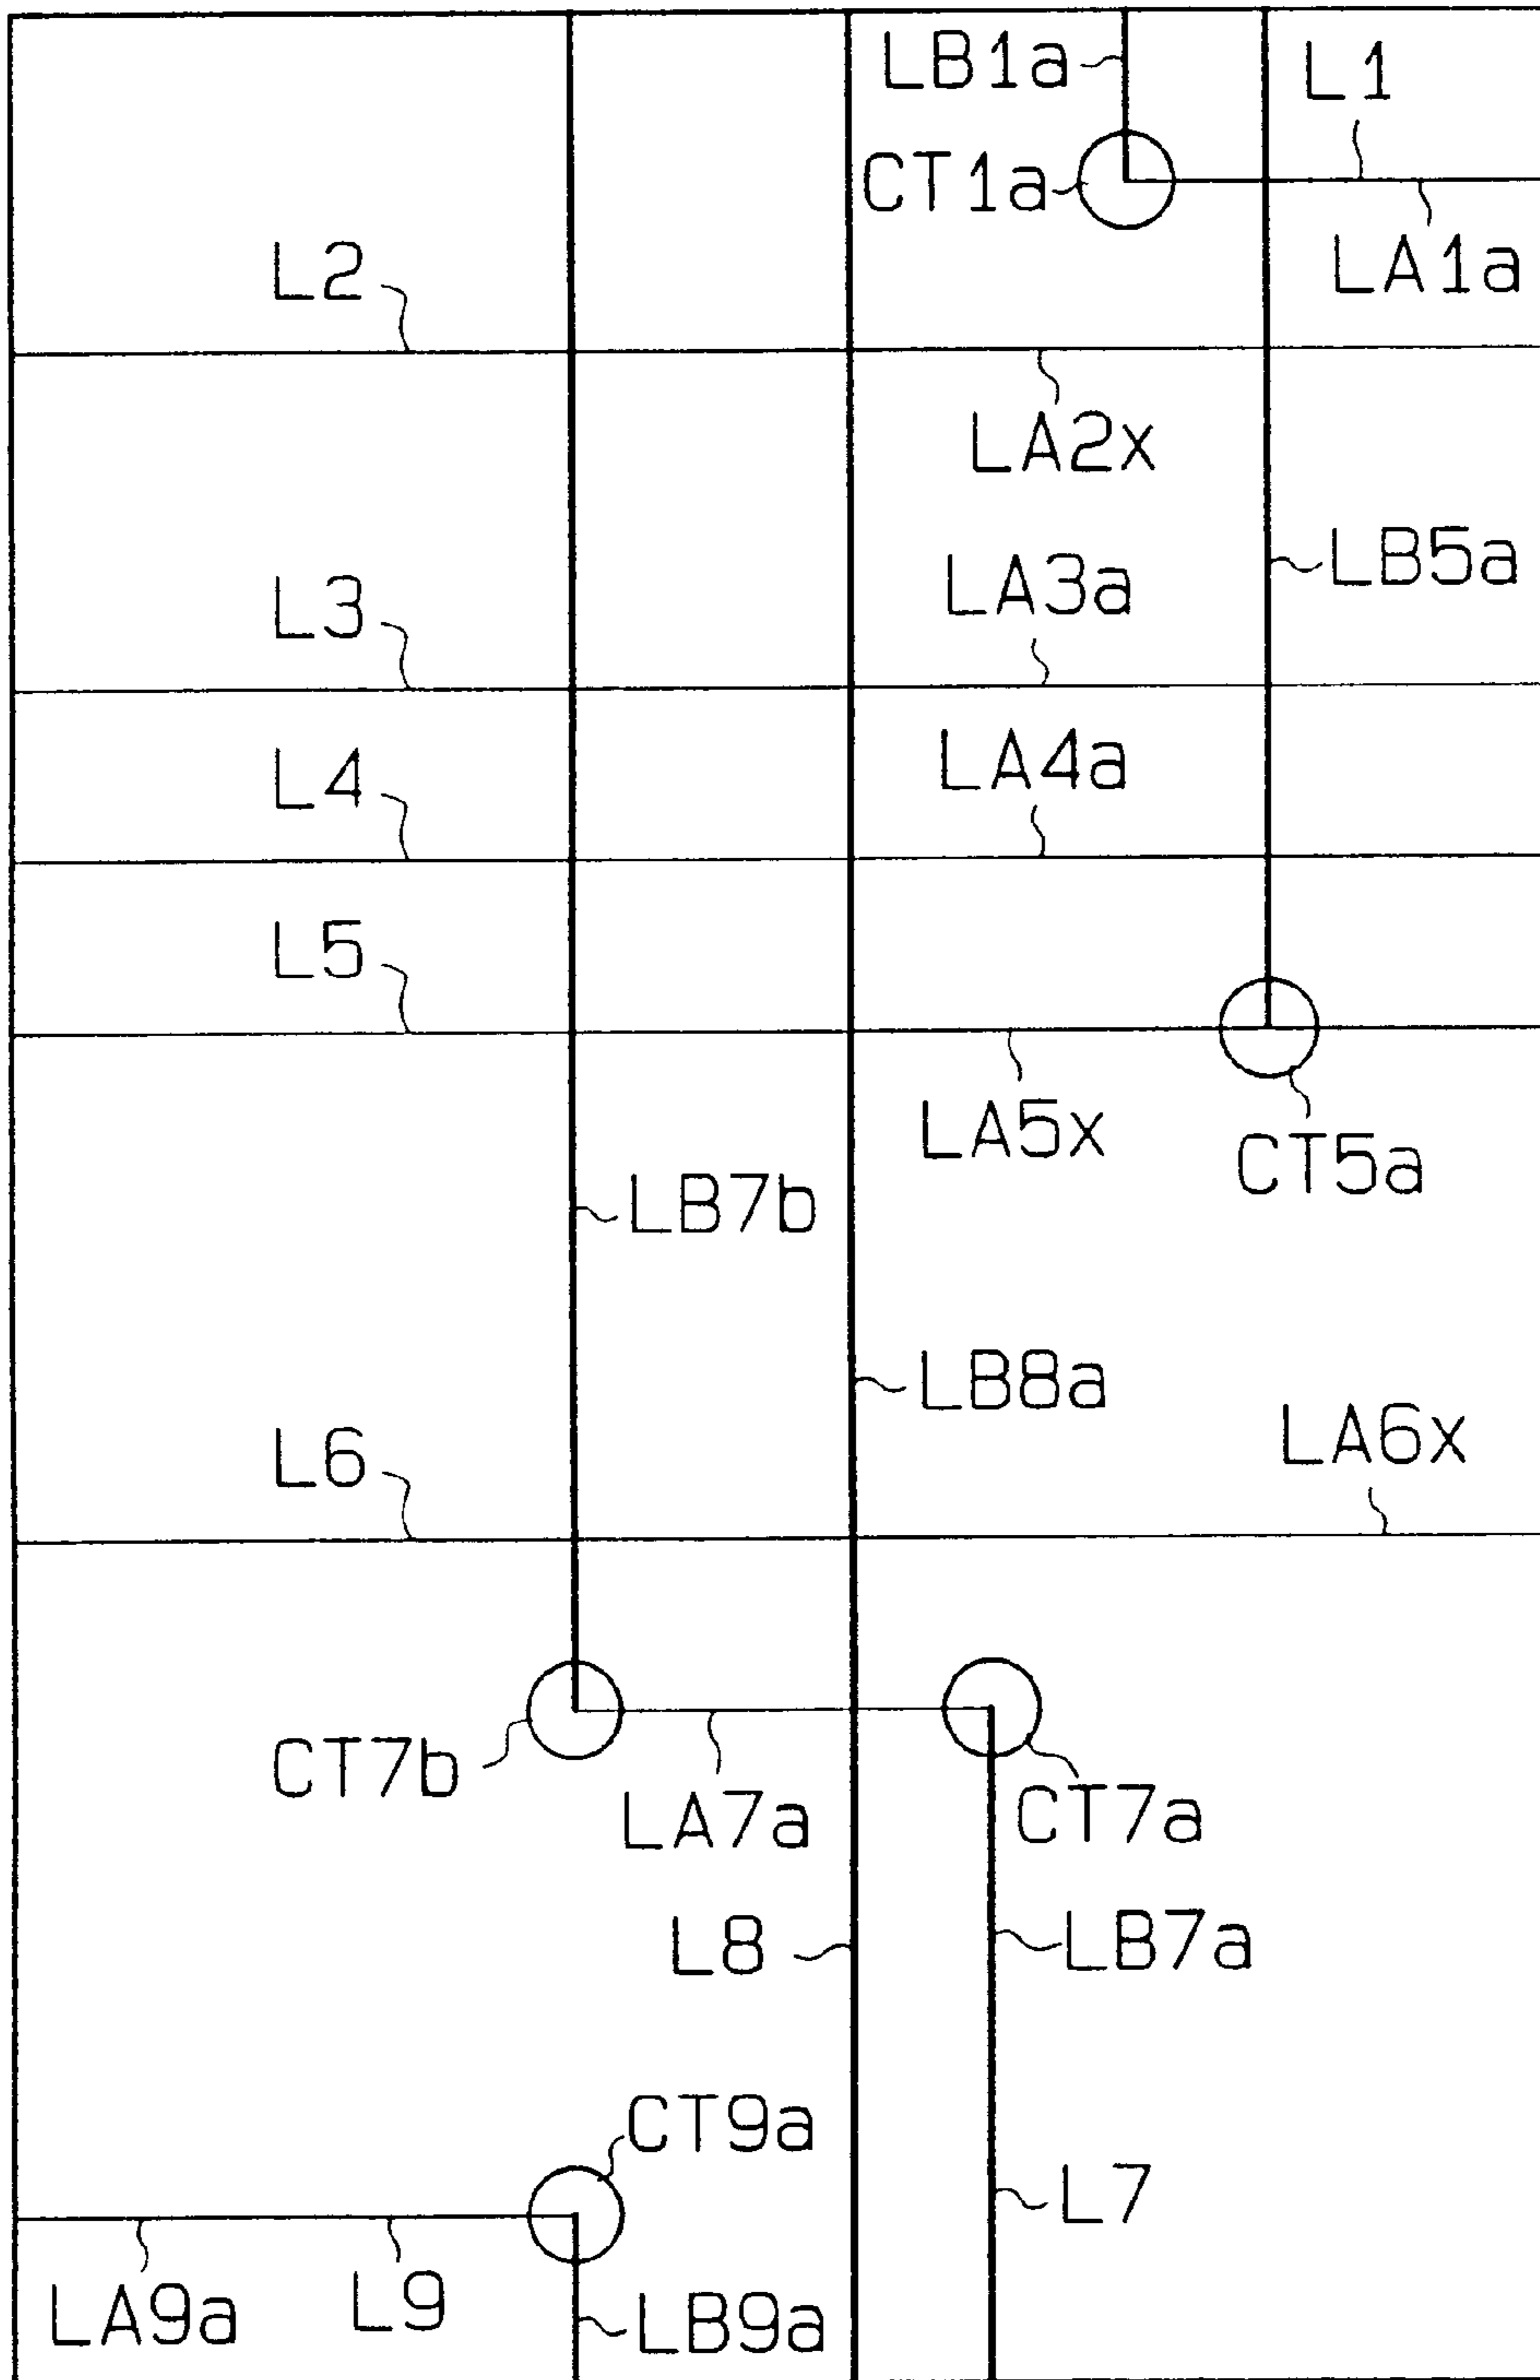 LB1a
L1
CT1a
LA1a
L2
LA2x
LB5a
LA3a
L3
LA4a
L4
L5
LA5x
CT5a
LB7b
LB8a
LA6x
L6
CT7b
LA7a
CT7a
L8
LB7a
CT9a
L7
LA9a
L9
LB9a